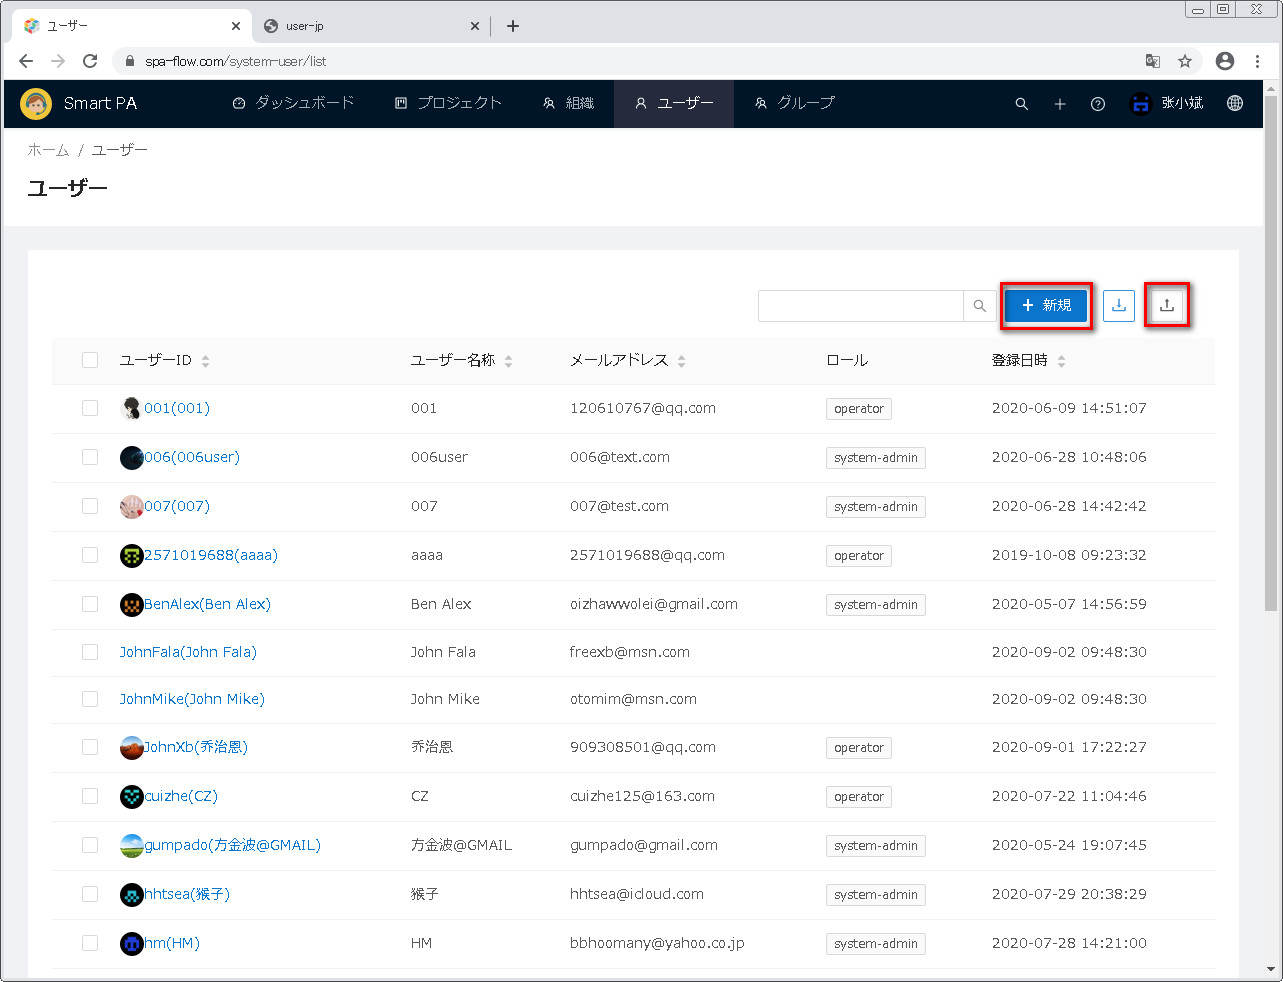 ユーザー
user-jp
spa-flow.com/system-user/list
Smart PA ダッシュボード プロジェクト 組織 ユーザー グループ 张小斌
ホーム / ユーザー
ユーザー
+ 新規
ユーザーID ユーザー名称 メールアドレス ロール 登録日時
001(001) 001 120610767@qq.com operator 2020-06-09 14:51:07
006(006user) 006user 006@text.com system-admin 2020-06-28 10:48:06
007(007) 007 007@test.com system-admin 2020-06-28 14:42:42
2571019688(aaaa) aaaa 2571019688@qq.com operator 2019-10-08 09:23:32
BenAlex(Ben Alex) Ben Alex oizhawwolei@gmail.com system-admin 2020-05-07 14:56:59
JohnFala(John Fala) John Fala freexb@msn.com 2020-09-02 09:48:30
JohnMike(John Mike) John Mike otomim@msn.com 2020-09-02 09:48:30
JohnXb(乔治恩) 乔治恩 909308501@qq.com operator 2020-09-01 17:22:27
cuizhe(CZ) CZ cuizhe125@163.com operator 2020-07-22 11:04:46
gumpado(方金波@GMAIL) 方金波@GMAIL gumpado@gmail.com system-admin 2020-05-24 19:07:45
hhtsea(猴子) 猴子 hhtsea@icloud.com system-admin 2020-07-29 20:38:29
hm(HM) HM bbhoomany@yahoo.co.jp system-admin 2020-07-28 14:21:00